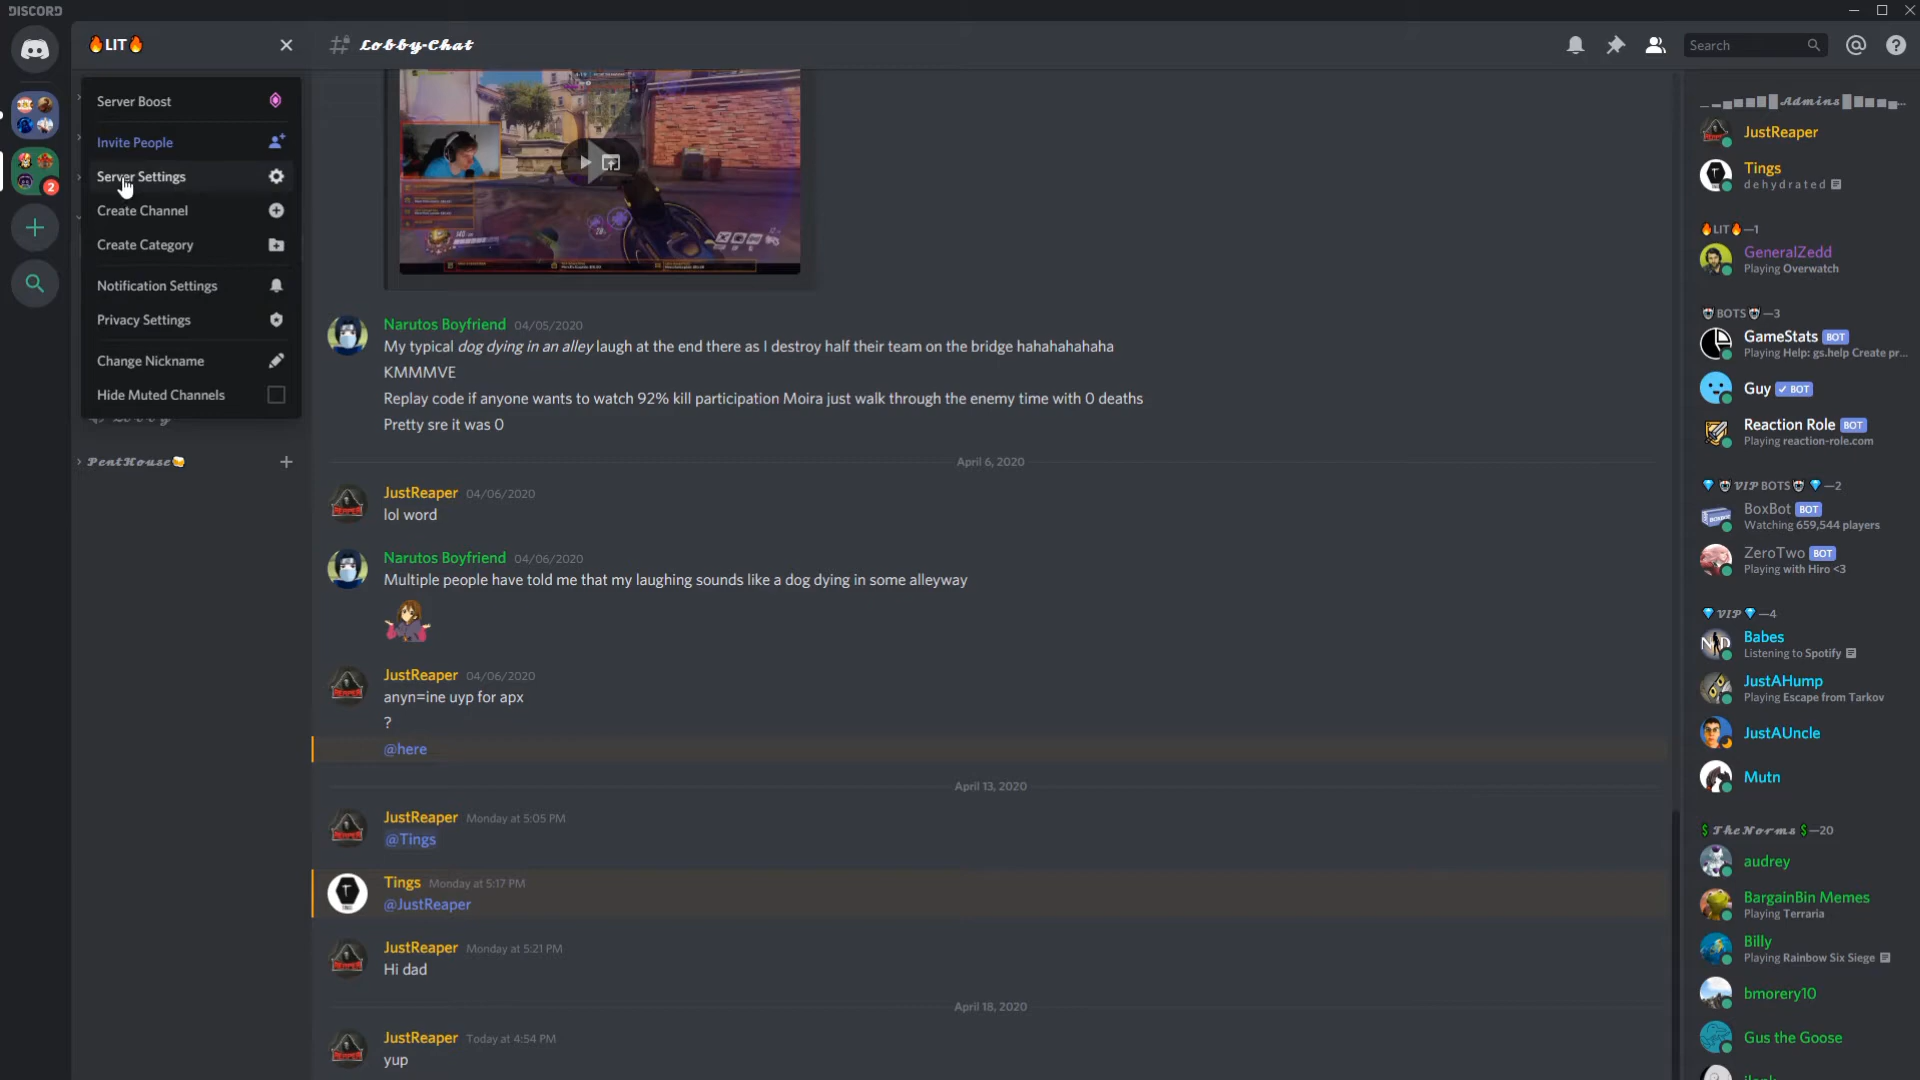 DISCORD
🔥LIT🔥
Lobby-Chat
Search
Server Boost
Invite People
Server Settings
Create Channel
Create Category
Notification Settings
Privacy Settings
Change Nickname
Hide Muted Channels
Lobby
PentHouse🍻
2
Narutos Boyfriend 04/05/2020
My typical dog dying in an alley laugh at the end there as I destroy half their team on the bridge hahahahahaha
KMMMVE
Replay code if anyone wants to watch 92% kill participation Moira just walk through the enemy time with 0 deaths
Pretty sre it was 0
April 6, 2020
JustReaper 04/06/2020
lol word
Narutos Boyfriend 04/06/2020
Multiple people have told me that my laughing sounds like a dog dying in some alleyway
JustReaper 04/06/2020
anyn=ine uyp for apx
?
@here
April 13, 2020
JustReaper Monday at 5:05 PM
@Tings
Tings Monday at 5:17 PM
@JustReaper
JustReaper Monday at 5:21 PM
Hi dad
April 18, 2020
JustReaper Today at 4:54 PM
yup
Admins
JustReaper
Tings
dehydrated
🔥LIT🔥—1
GeneralZedd
Playing Overwatch
BOTS—3
GameStats BOT
Playing Help: gs.help Create pr...
Guy ✓ BOT
Reaction Role BOT
Playing reaction-role.com
💎 VIP BOTS 💎—2
BoxBot BOT
Watching 659,544 players
ZeroTwo BOT
Playing with Hiro <3
💎VIP💎—4
Babes
Listening to Spotify
JustAHump
Playing Escape from Tarkov
JustAUncle
Mutn
💲TheNorms💲—20
audrey
BargainBin Memes
Playing Terraria
Billy
Playing Rainbow Six Siege
bmorery10
Gus the Goose